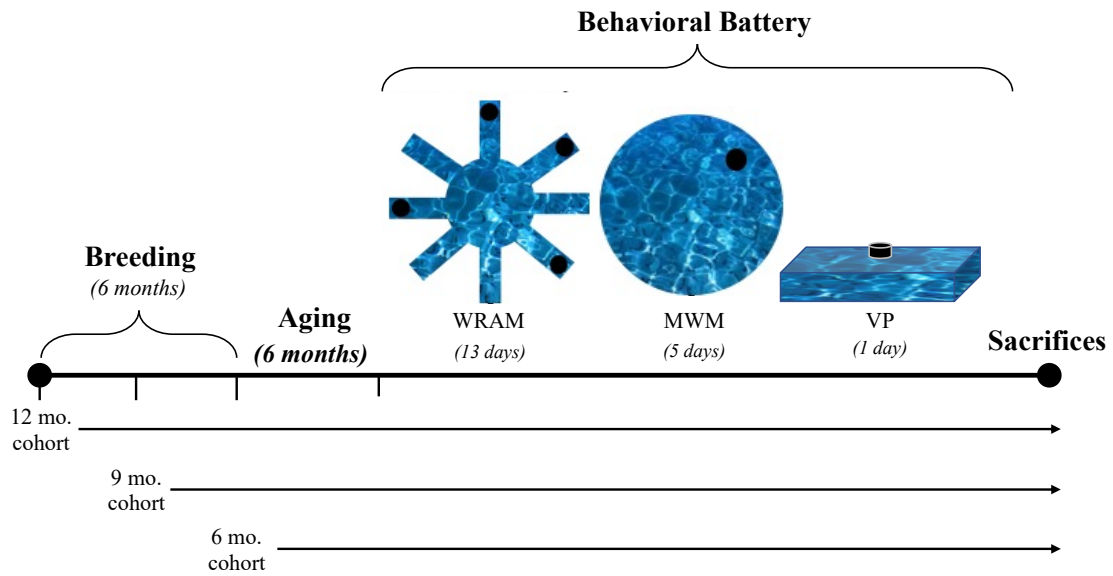 Behavioral Battery
Breeding
(6 months)
Aging
(6 months)
WRAM
(13 days)
MWM
(5 days)
VP
(1 day)
Sacrifices
12 mo.
cohort
9 mo.
cohort
6 mo.
cohort